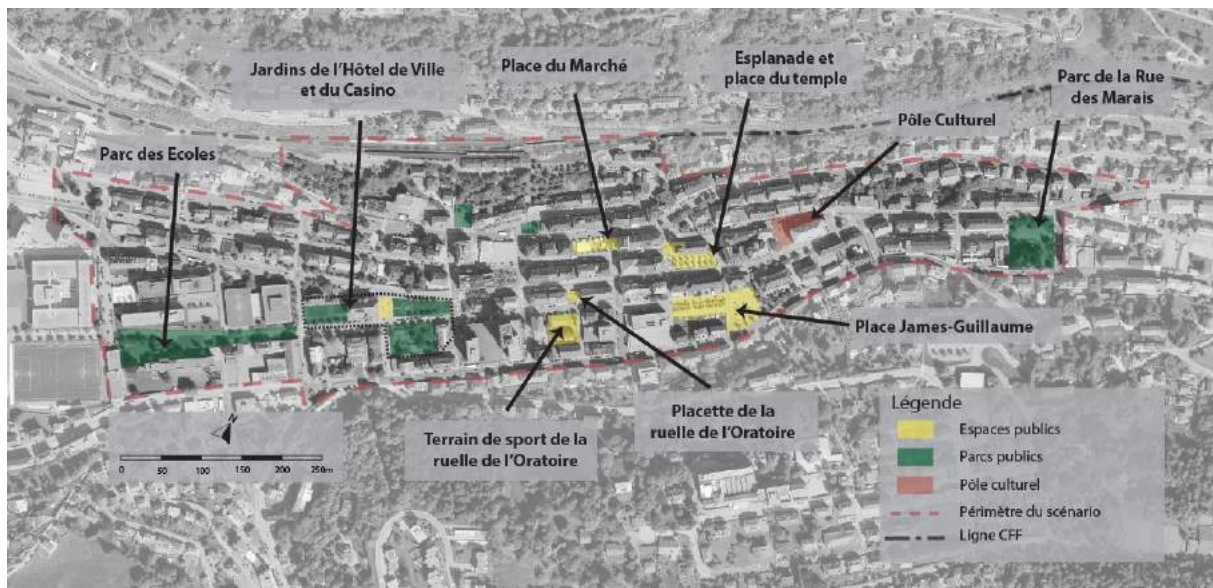 Jardins de l'Hôtel de Ville
et du Casino
Place du Marché
Esplanade et
place du temple
Parc de la Rue
des Marais
Pôle Culturel
Parc des Ecoles
Place James-Guillaume
Placette de la
ruelle de l'Oratoire
Terrain de sport de la
ruelle de l'Oratoire
N
0 50 100 150 200 250m
Légende
Espaces publics
Parcs publics
Pôle culturel
Périmètre du scénario
Ligne CFF